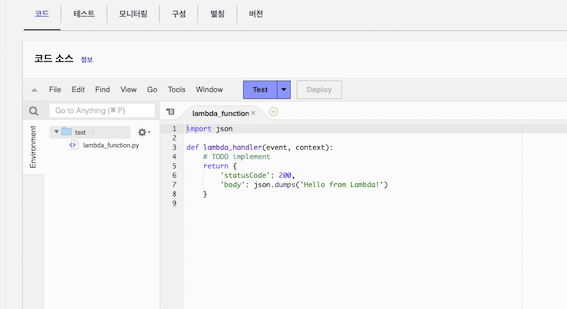 코드 테스트 모니터링 구성 별칭 버전
코드 소스 정보
File Edit Find View Go Tools Window Test Deploy
Go to Anything (⌘ P) lambda_function
Environment
test /
lambda_function.py
1 import json
2
3 def lambda_handler(event, context):
4 # TODO implement
5 return {
6 'statusCode': 200,
7 'body': json.dumps('Hello from Lambda!')
8 }
9